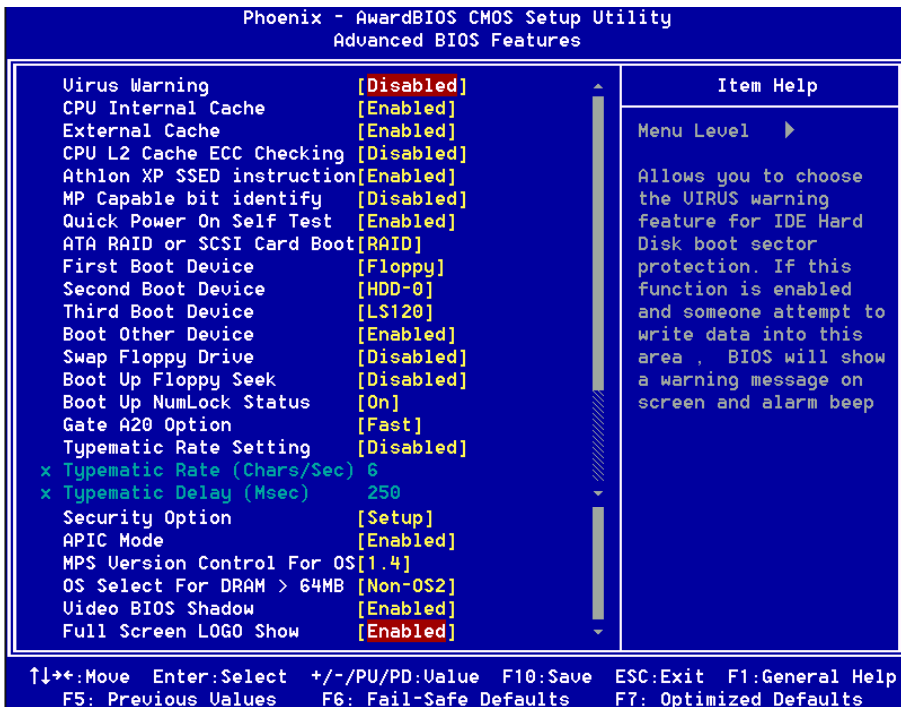 Phoenix - AwardBIOS CMOS Setup Utility
Advanced BIOS Features
Virus Warning [Disabled]
CPU Internal Cache [Enabled]
External Cache [Enabled]
CPU L2 Cache ECC Checking [Disabled]
Athlon XP SSED instruction[Enabled]
MP Capable bit identify [Disabled]
Quick Power On Self Test [Enabled]
ATA RAID or SCSI Card Boot[RAID]
First Boot Device [Floppy]
Second Boot Device [HDD-0]
Third Boot Device [LS120]
Boot Other Device [Enabled]
Swap Floppy Drive [Disabled]
Boot Up Floppy Seek [Disabled]
Boot Up NumLock Status [On]
Gate A20 Option [Fast]
Typematic Rate Setting [Disabled]
x Typematic Rate (Chars/Sec) 6
x Typematic Delay (Msec) 250
Security Option [Setup]
APIC Mode [Enabled]
MPS Version Control For OS[1.4]
OS Select For DRAM > 64MB [Non-OS2]
Video BIOS Shadow [Enabled]
Full Screen LOGO Show [Enabled]
Item Help
Menu Level
Allows you to choose
the VIRUS warning
feature for IDE Hard
Disk boot sector
protection. If this
function is enabled
and someone attempt to
write data into this
area , BIOS will show
a warning message on
screen and alarm beep
↑↓→←:Move Enter:Select +/-/PU/PD:Value F10:Save ESC:Exit F1:General Help
F5: Previous Values F6: Fail-Safe Defaults F7: Optimized Defaults